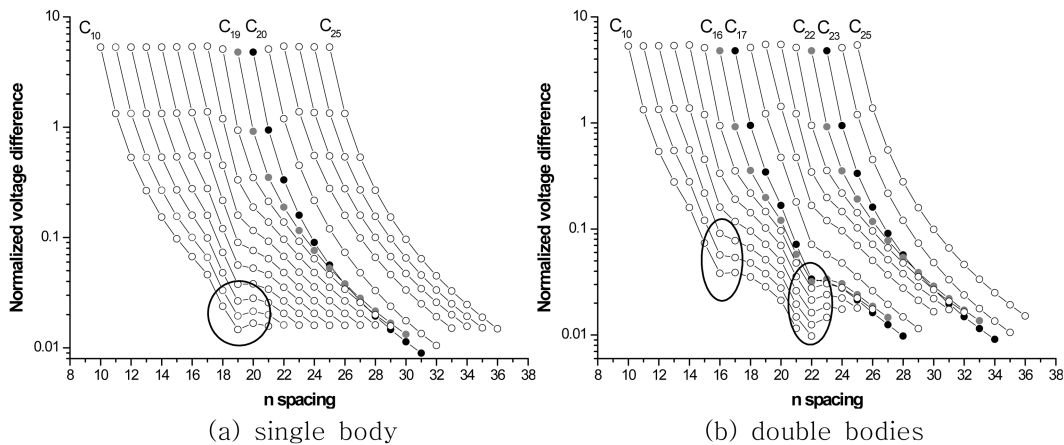 C10 C19 C20 C25
Normalized voltage difference
10
1
0.1
0.01
8 10 12 14 16 18 20 22 24 26 28 30 32 34 36 38
n spacing
(a) single body
C10 C16 C17 C22 C23 C25
Normalized voltage difference
10
1
0.1
0.01
8 10 12 14 16 18 20 22 24 26 28 30 32 34 36 38
n spacing
(b) double bodies